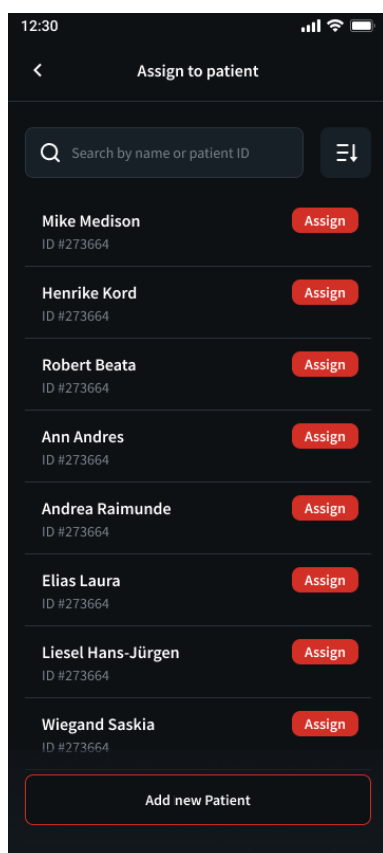 12:30
Assign to patient
Search by name or patient ID
Mike Medison
Assign
ID #273664
Henrike Kord
Assign
ID #273664
Robert Beata
Assign
ID #273664
Ann Andres
Assign
ID #273664
Andrea Raimunde
Assign
ID #273664
Elias Laura
Assign
ID #273664
Liesel Hans-Jürgen
Assign
ID #273664
Wiegand Saskia
Assign
ID #273664
Add new Patient